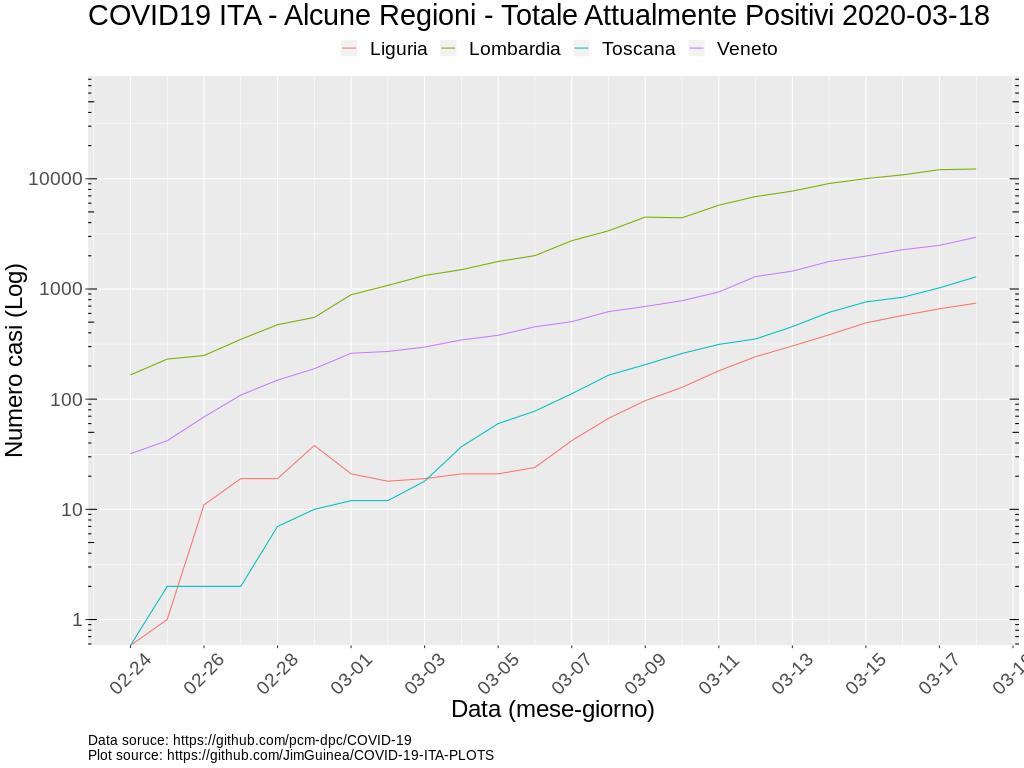 COVID19 ITA - Alcune Regioni - Totale Attualmente Positivi 2020-03-18
Liguria Lombardia Toscana Veneto
Numero casi (Log)
10000
1000
100
10
1
02-24 02-26 02-28 03-01 03-03 03-05 03-07 03-09 03-11 03-13 03-15 03-17
Data (mese-giorno)
Data soruce: https://github.com/pcm-dpc/COVID-19
Plot source: https://github.com/JimGuinea/COVID-19-ITA-PLOTS